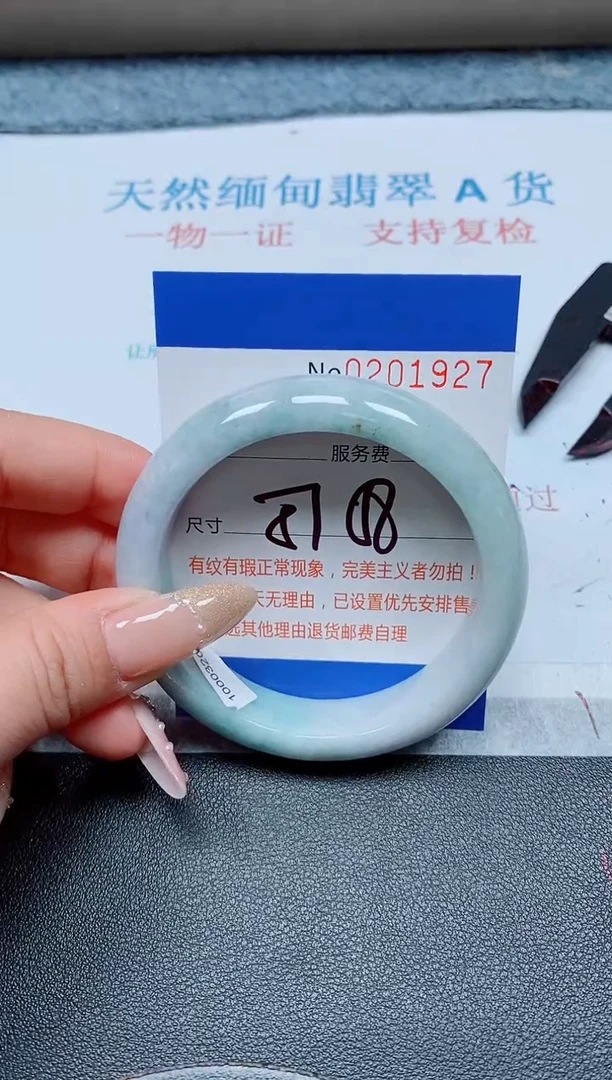 天然缅甸翡翠 A 货
一物一证 支持复检
No0201927
服务费
尺寸
有纹有瑕正常现象，完美主义者勿拍！
天无理由，已设置优先安排售
其他理由退货邮费自理
过
1000320